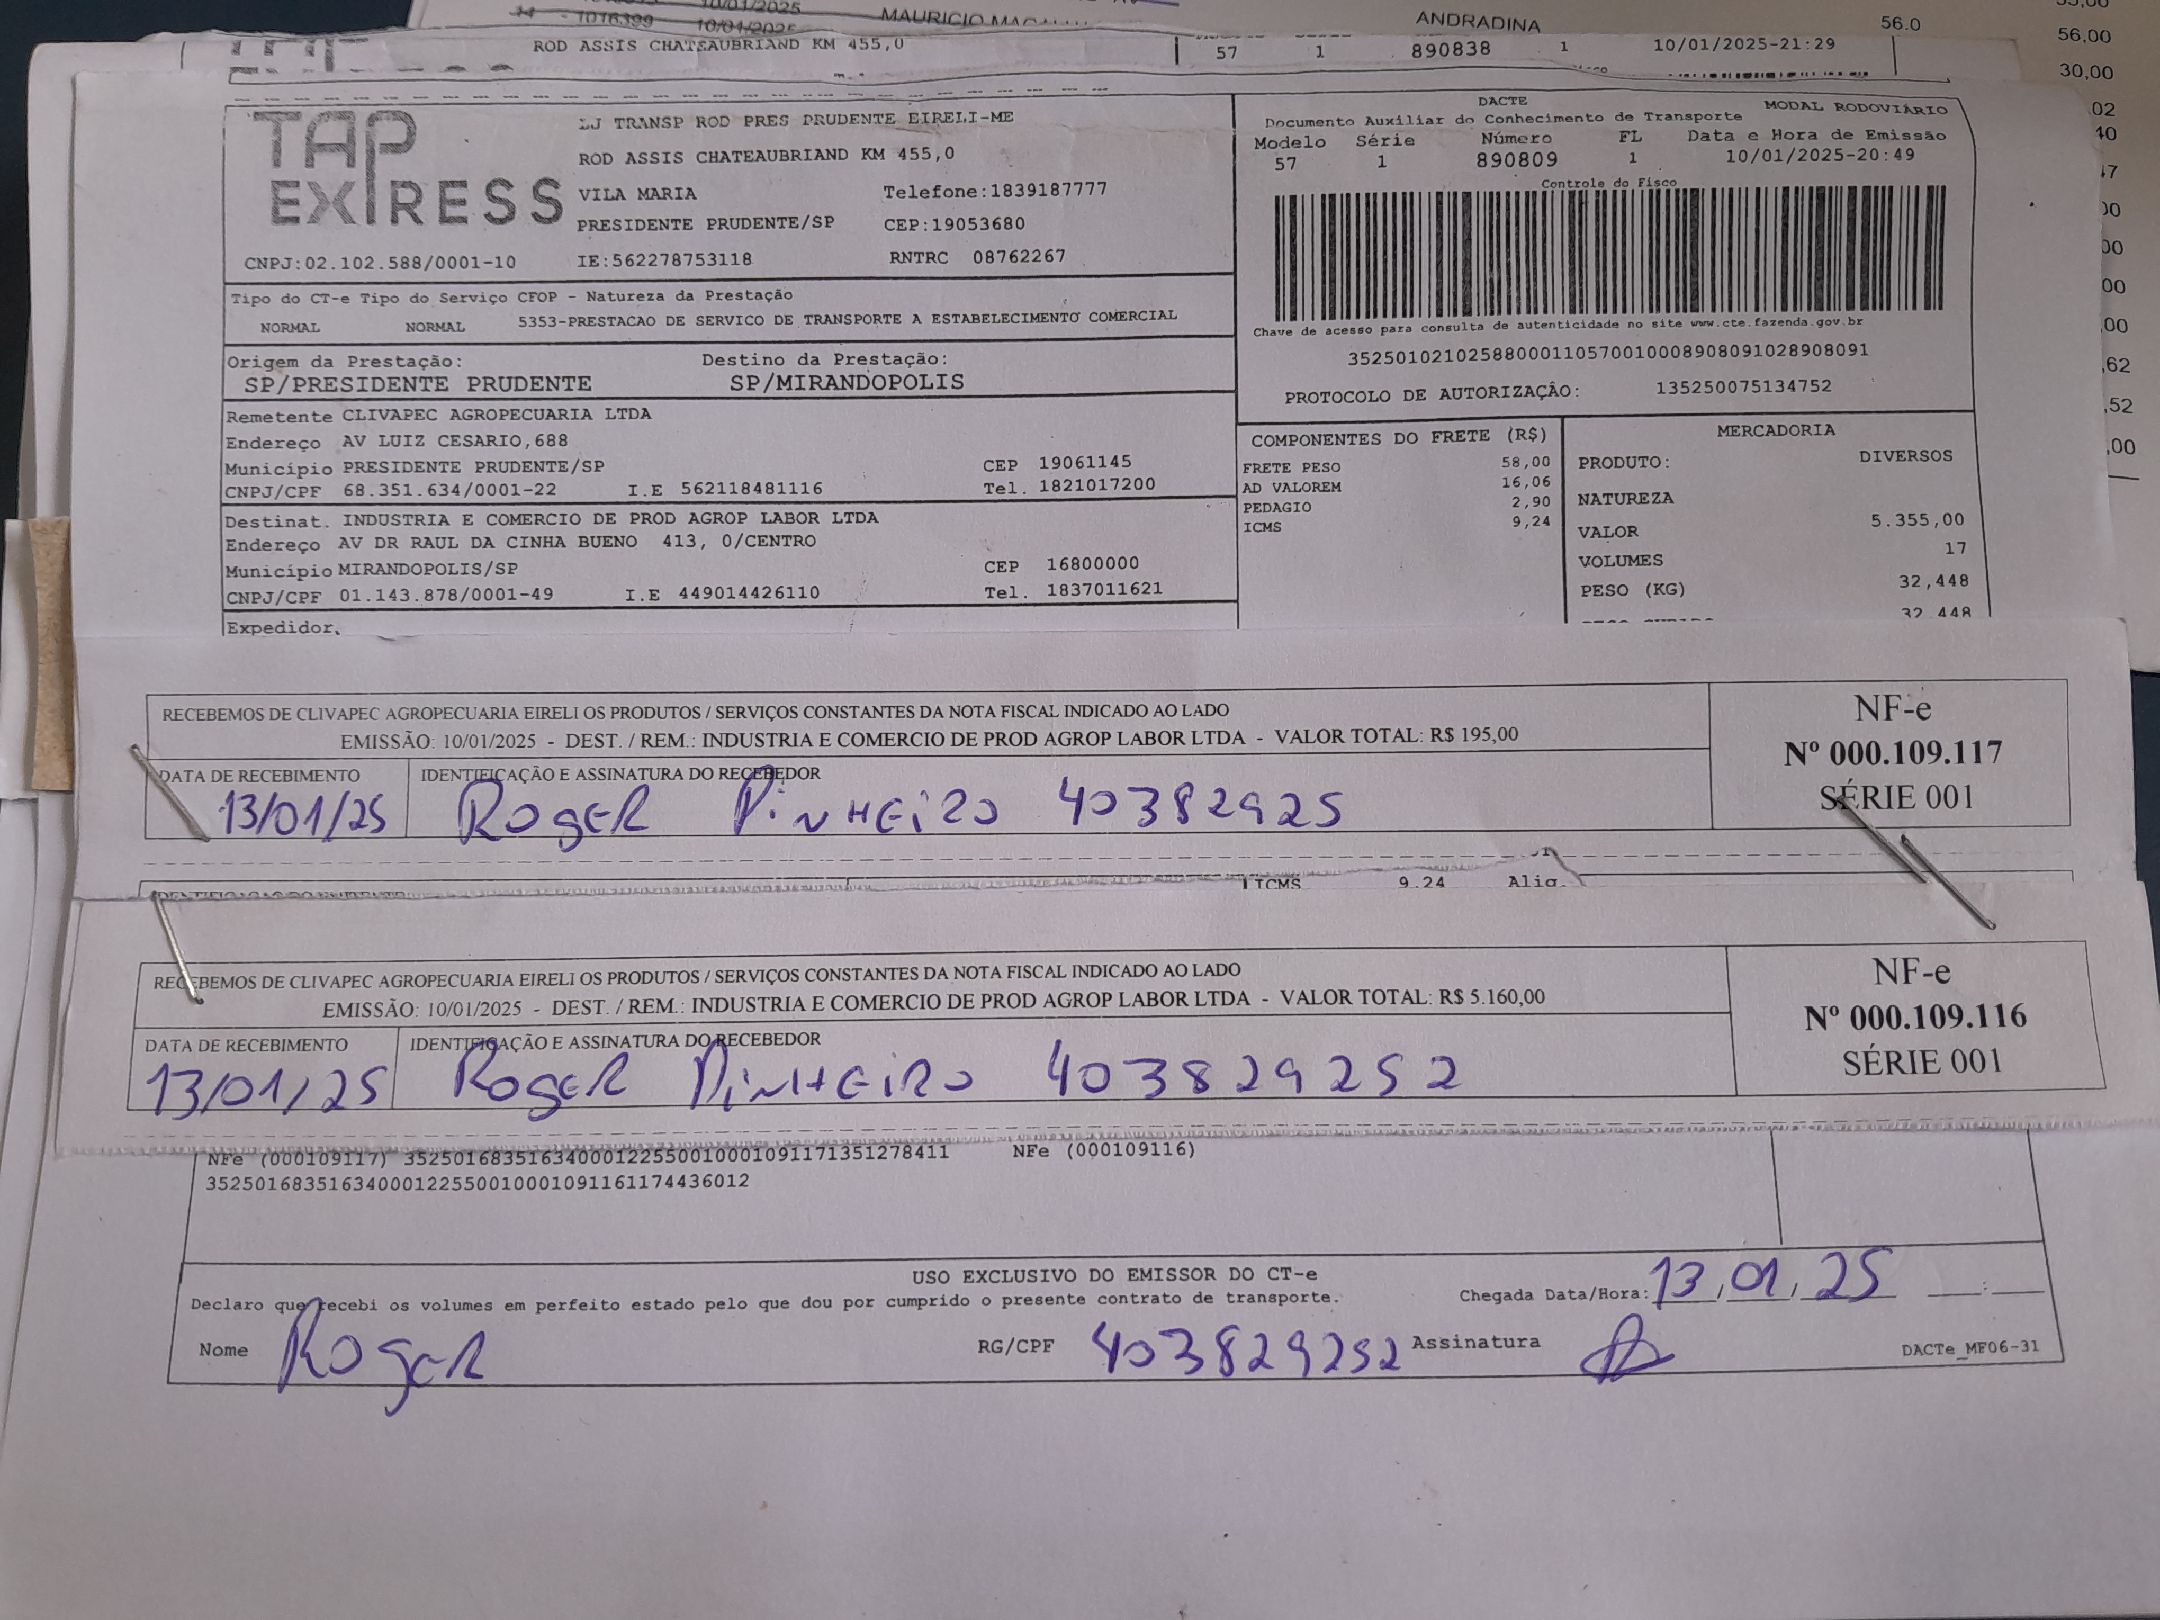 10/01/2025
1016399 10/01/2025 MAURICIO ANDRADINA 56.0
56,00
ROD ASSIS CHATEAUBRIAND KM 455,0 57 1 890838 1 10/01/2025-21:29
30,00
TAP EXPRESS
LJ TRANSP ROD PRES PRUDENTE EIRELI-ME
ROD ASSIS CHATEAUBRIAND KM 455,0
VILA MARIA Telefone:1839187777
PRESIDENTE PRUDENTE/SP CEP:19053680
CNPJ:02.102.588/0001-10 IE:562278753118 RNTRC 08762267
DACTE MODAL RODOVIÁRIO
Documento Auxiliar do Conhecimento de Transporte
Modelo Série Número FL Data e Hora de Emissão
57 1 890809 1 10/01/2025-20:49
Controle do Fisco
Chave de acesso para consulta de autenticidade no site www.cte.fazenda.gov.br
35250102102588000110570010008908091028908091
PROTOCOLO DE AUTORIZAÇÂO: 135250075134752
Tipo do CT-e Tipo do Serviço CFOP - Natureza da Prestação
NORMAL NORMAL 5353-PRESTACAO DE SERVICO DE TRANSPORTE A ESTABELECIMENTO COMERCIAL
Origem da Prestação: Destino da Prestação:
SP/PRESIDENTE PRUDENTE SP/MIRANDOPOLIS
Remetente CLIVAPEC AGROPECUARIA LTDA
Endereço AV LUIZ CESARIO,688
Município PRESIDENTE PRUDENTE/SP CEP 19061145
CNPJ/CPF 68.351.634/0001-22 I.E 562118481116 Tel. 1821017200
Destinat. INDUSTRIA E COMERCIO DE PROD AGROP LABOR LTDA
Endereço AV DR RAUL DA CINHA BUENO 413, 0/CENTRO
Município MIRANDOPOLIS/SP CEP 16800000
CNPJ/CPF 01.143.878/0001-49 I.E 449014426110 Tel. 1837011621
Expedidor.
COMPONENTES DO FRETE (R$)
FRETE PESO 58,00
AD VALOREM 16,06
PEDAGIO 2,90
ICMS 9,24
MERCADORIA
PRODUTO: DIVERSOS
NATUREZA
VALOR 5.355,00
VOLUMES 17
PESO (KG) 32,448
32,448
RECEBEMOS DE CLIVAPEC AGROPECUARIA EIRELI OS PRODUTOS / SERVIÇOS CONSTANTES DA NOTA FISCAL INDICADO AO LADO
EMISSÃO: 10/01/2025 - DEST. / REM.: INDUSTRIA E COMERCIO DE PROD AGROP LABOR LTDA - VALOR TOTAL: R$ 195,00
DATA DE RECEBIMENTO IDENTIFICAÇÃO E ASSINATURA DO RECEBEDOR
13/01/25 ROGER PINHEIRO 40382925
NF-e
Nº 000.109.117
SÉRIE 001
ICMS 9,24 Aliq.
RECEBEMOS DE CLIVAPEC AGROPECUARIA EIRELI OS PRODUTOS / SERVIÇOS CONSTANTES DA NOTA FISCAL INDICADO AO LADO
EMISSÃO: 10/01/2025 - DEST. / REM.: INDUSTRIA E COMERCIO DE PROD AGROP LABOR LTDA - VALOR TOTAL: R$ 5.160,00
DATA DE RECEBIMENTO IDENTIFICAÇÃO E ASSINATURA DO RECEBEDOR
13/01/25 ROGER PINHEIRO 403829252
NF-e
Nº 000.109.116
SÉRIE 001
NFe (000109117) 35250168351634000122550010001091171351278411 NFe (000109116)
35250168351634000122550010001091161174436012
USO EXCLUSIVO DO EMISSOR DO CT-e
Declaro que recebi os volumes em perfeito estado pelo que dou por cumprido o presente contrato de transporte. Chegada Data/Hora: 13/01/25 :
Nome ROGER RG/CPF 403829252 Assinatura DACTe_MF06-31